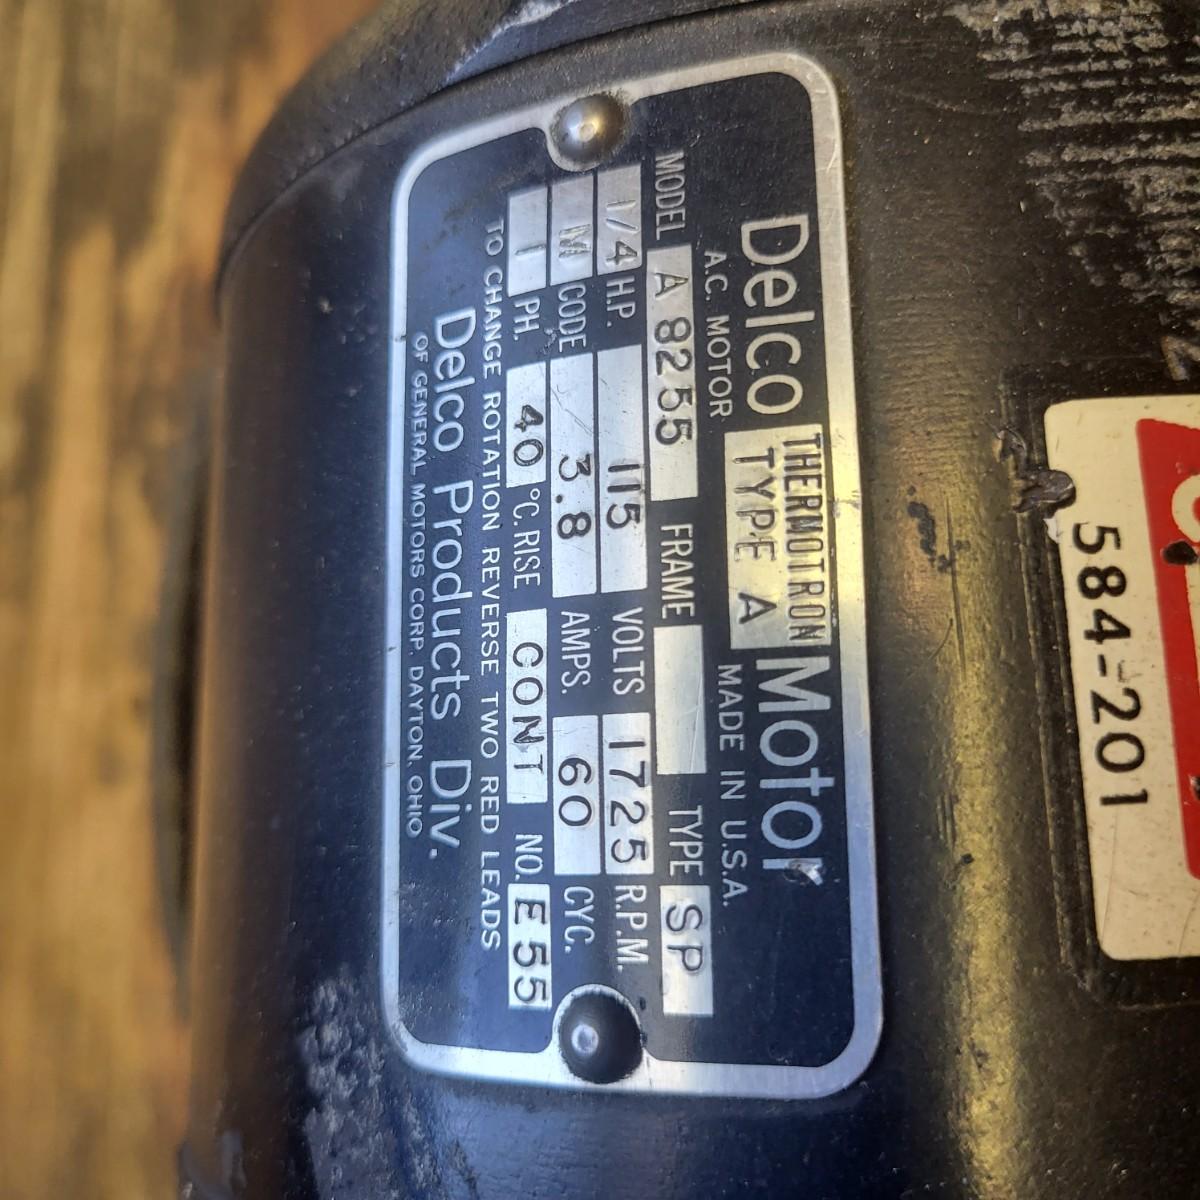 Delco THERMOTRON TYPE A Motor
A.C. MOTOR MADE IN U.S.A.
MODEL A 8255 FRAME TYPE SP
1/4 H.P. 115 VOLTS 1725 R.P.M.
M CODE 3.8 AMPS. 60 CYC.
1 PH. 40 °C. RISE CONT NO. E55
TO CHANGE ROTATION REVERSE TWO RED LEADS
Delco Products Div.
OF GENERAL MOTORS CORP. DAYTON, OHIO
584-201